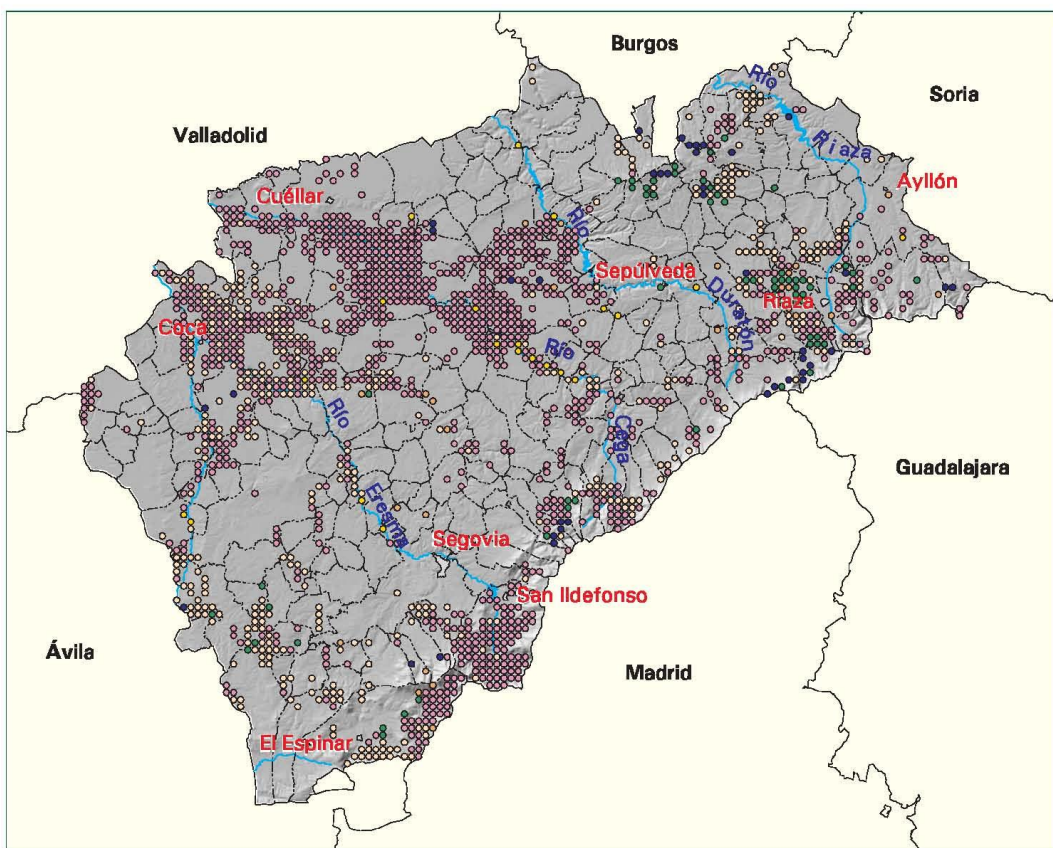 Burgos
Soria
Valladolid
Río
Riaza
Ayllón
Cuéllar
Río
Sepúlveda
Duratón
Riaza
Coca
Río
Río
Cega
Guadalajara
Eresma
Segovia
San Ildefonso
Ávila
Madrid
El Espinar